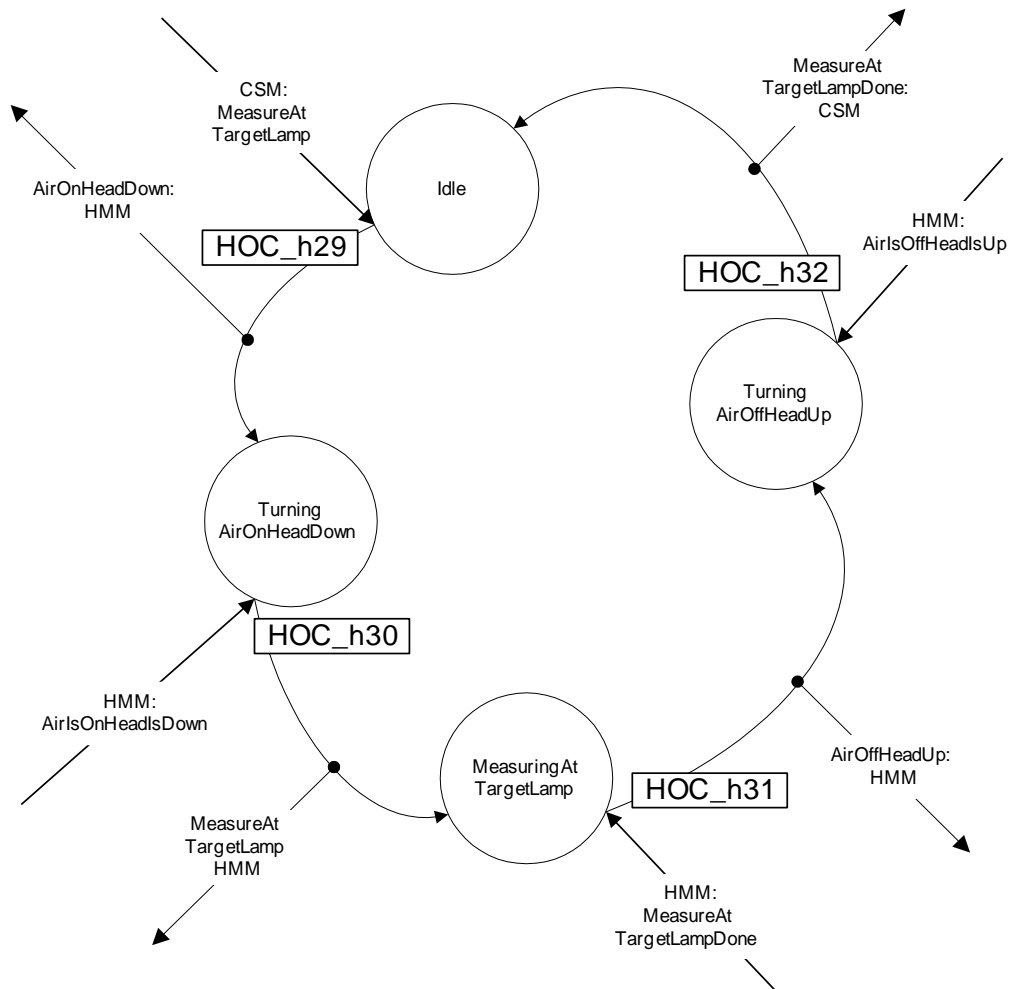 MeasureAt
TargetLampDone:
CSM
CSM:
MeasureAt
TargetLamp
Idle
AirOnHeadDown:
HMM
HMM:
AirIsOffHeadIsUp
HOC_h29
HOC_h32
Turning
AirOffHeadUp
Turning
AirOnHeadDown
HOC_h30
HMM:
AirIsOnHeadIsDown
MeasuringAt
TargetLamp
HOC_h31
AirOffHeadUp:
HMM
MeasureAt
TargetLamp
HMM
HMM:
MeasureAt
TargetLampDone